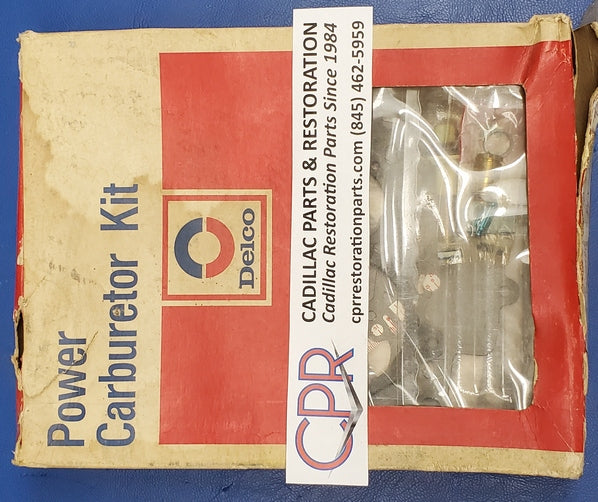 Power
Carburetor Kit
Delco
CPR
CADILLAC PARTS & RESTORATION
Cadillac Restoration Parts Since 1984
cprrestorationparts.com (845) 462-5959